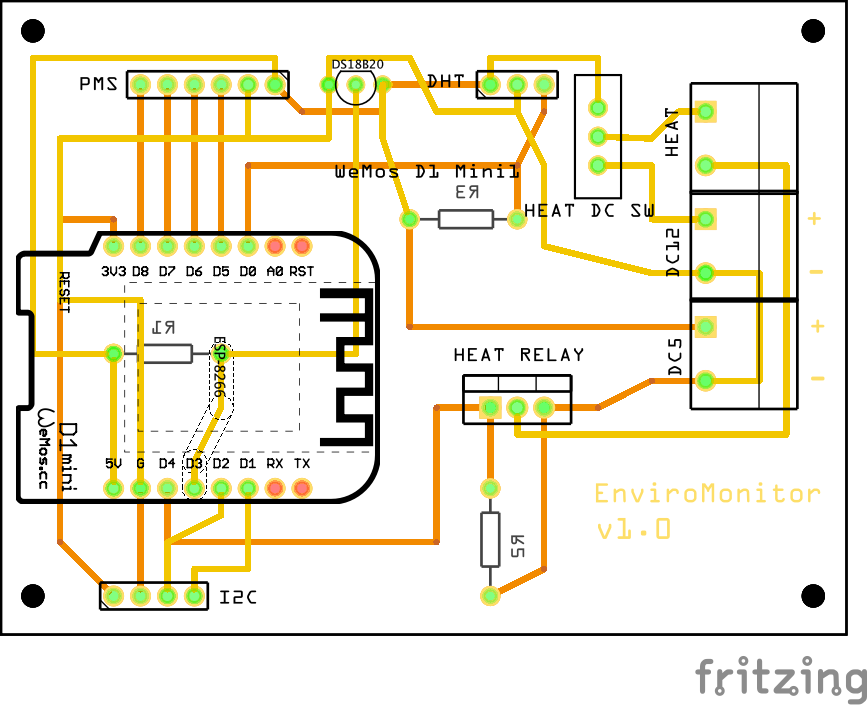 DS18B20
PMS
DHT
HEAT
WeMos D1 Mini1
R3
HEAT DC SW
+
DC12
-
3V3 D8 D7 D6 D5 D0 A0 RST
RESET
R1
ESP-8266
+
DC5
-
HEAT RELAY
WeMos.cc
D1mini
5V G D4 D3 D2 D1 RX TX
EnviroMonitor
v1.0
R2
I2C
fritzing